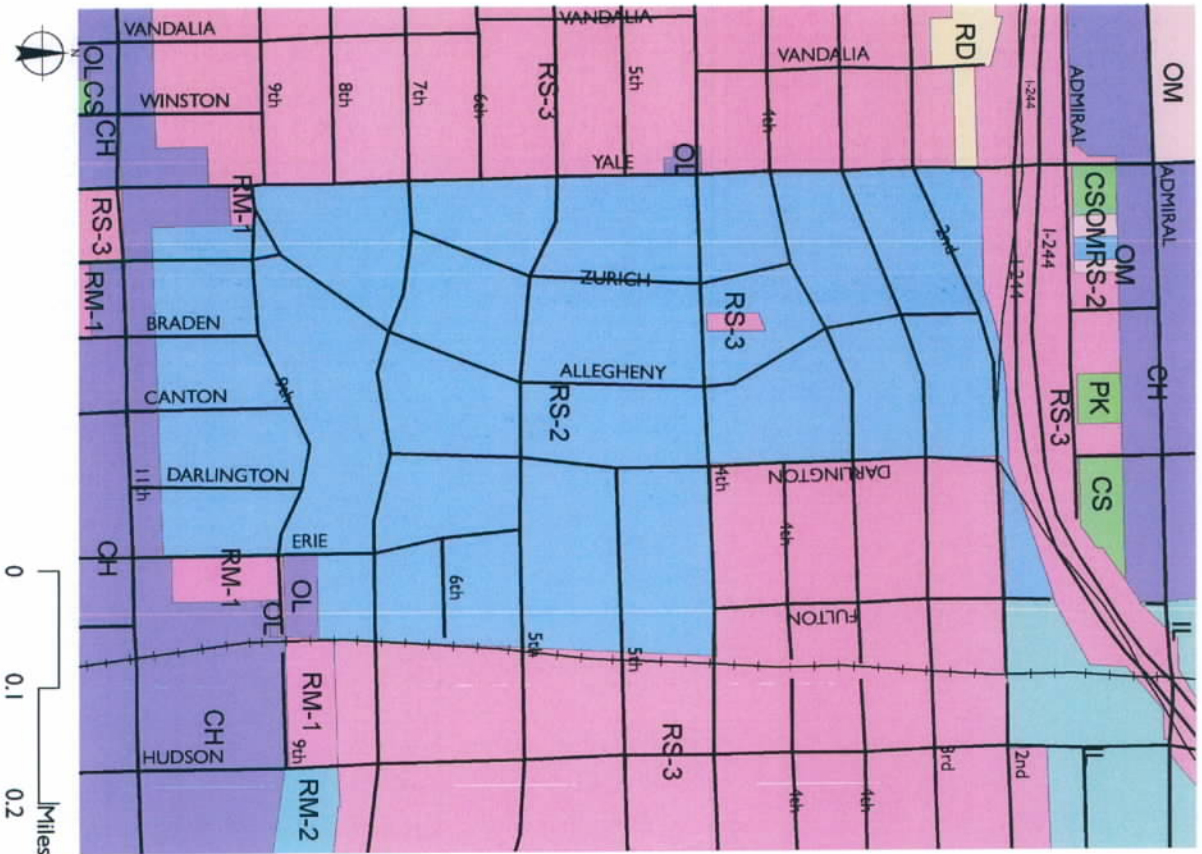 VANDALIA
VANDALIA
VANDALIA
RD
I-244
ADMIRAL
OM
OL
CS
CH
WINSTON
9th
8th
7th
6th
RS-3
5th
4th
YALE
OL
ADMIRAL
N
RM-1
RS-3
RM-1
ZURICH
2nd
I-244
I-244
CS
OM
RS-2
OM
BRADEN
RS-3
CANTON
9th
ALLEGHENY
RS-2
RS-3
PK
CH
DARLINGTON
11th
4th
DARLINGTON
4th
CS
CH
ERIE
RM-1
OL
OL
6th
5th
5th
FULTON
IL
CH
HUDSON
RM-1
9th
RM-2
RS-3
4th
4th
3rd
2nd
IL
0
0.1
0.2
Miles